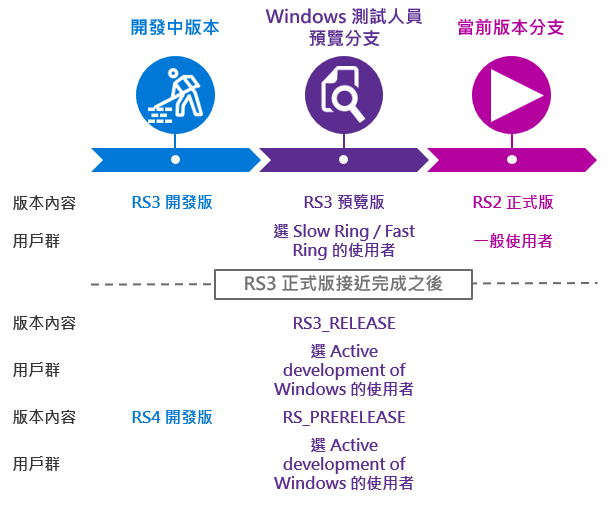 開發中版本
Windows 測試人員
預覽分支
當前版本分支
版本內容 RS3 開發版 RS3 預覽版 RS2 正式版
用戶群 選 Slow Ring / Fast Ring 的使用者 一般使用者
RS3 正式版接近完成之後
版本內容 RS3_RELEASE
用戶群
選 Active
development of
Windows 的使用者
版本內容 RS4 開發版 RS_PRERELEASE
用戶群
選 Active
development of
Windows 的使用者